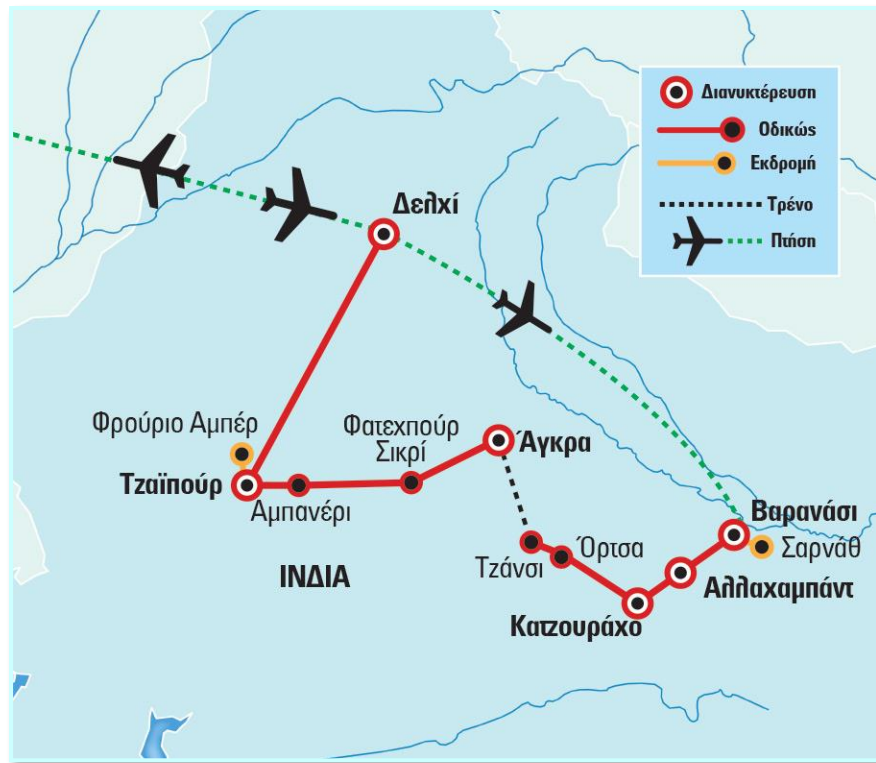 Διανυκτέρευση
Οδικώς
Εκδρομή
Τρένο
Πτήση
Δελχί
Φρούριο Αμπέρ
Τζαϊπούρ
Αμπανέρι
Φατεχπούρ
Σικρί
Άγκρα
Τζάνσι
Όρτσα
Κατζουράχο
Αλλαχαμπάντ
Βαρανάσι
Σαρνάθ
ΙΝΔΙΑ